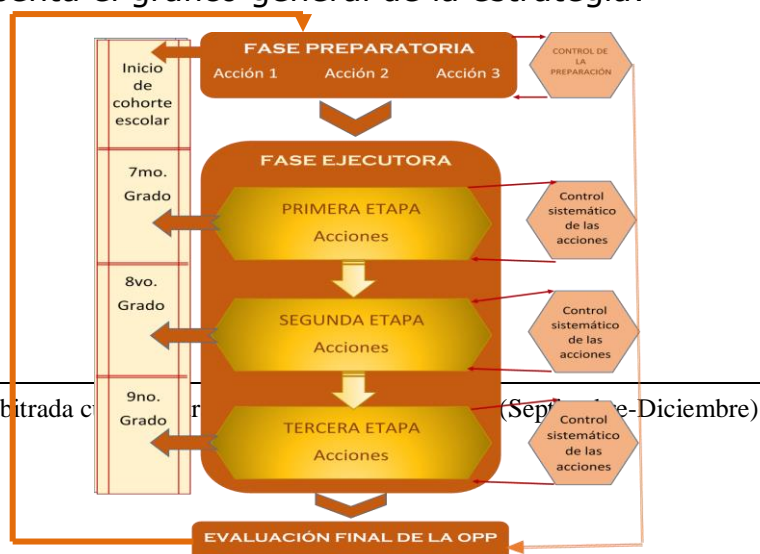 el gráfico general de la estrategia.
FASE PREPARATORIA
Acción 1 Acción 2 Acción 3
CONTROL DE
LA
PREPARACIÓN
Inicio
de
cohorte
escolar
FASE EJECUTORA
7mo.
Grado
PRIMERA ETAPA
Acciones
Control
sistemático
de las
acciones
8vo.
Grado
SEGUNDA ETAPA
Acciones
Control
sistemático
de las
acciones
9no.
Grado
TERCERA ETAPA
Acciones
Control
sistemático
de las
acciones
EVALUACIÓN FINAL DE LA OPP